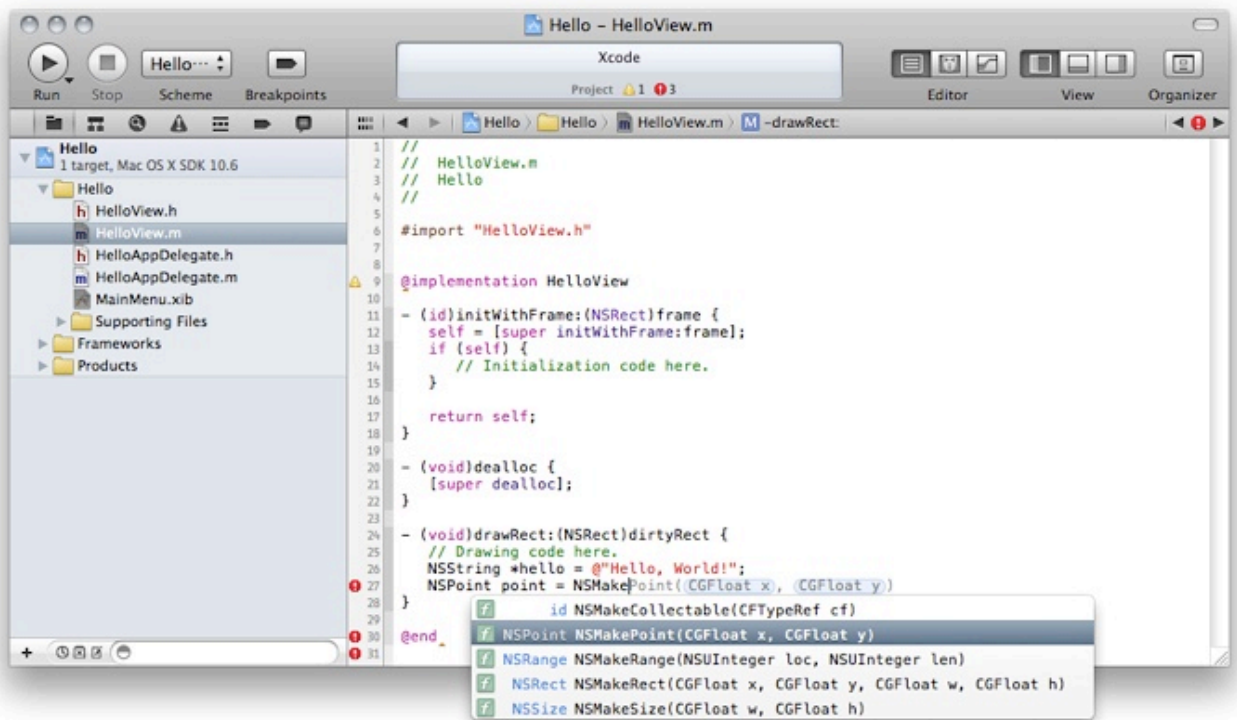 Hello – HelloView.m
Xcode
Project 1 3
Hello···
Run Stop Scheme Breakpoints Editor View Organizer
Hello Hello HelloView.m M -drawRect:
Hello
1 target, Mac OS X SDK 10.6
Hello
h HelloView.h
m HelloView.m
h HelloAppDelegate.h
m HelloAppDelegate.m
MainMenu.xib
Supporting Files
Frameworks
Products
1 //
2 // HelloView.m
3 // Hello
4 //
5
6 #import "HelloView.h"
7
8
9 @implementation HelloView
10
11 - (id)initWithFrame:(NSRect)frame {
12 self = [super initWithFrame:frame];
13 if (self) {
14 // Initialization code here.
15 }
16
17 return self;
18 }
19
20 - (void)dealloc {
21 [super dealloc];
22 }
23
24 - (void)drawRect:(NSRect)dirtyRect {
25 // Drawing code here.
26 NSString *hello = @"Hello, World!";
27 NSPoint point = NSMakePoint(CGFloat x, CGFloat y)
28 }
29
30 @end
31
f id NSMakeCollectable(CFTypeRef cf)
f NSPoint NSMakePoint(CGFloat x, CGFloat y)
f NSRange NSMakeRange(NSUInteger loc, NSUInteger len)
f NSRect NSMakeRect(CGFloat x, CGFloat y, CGFloat w, CGFloat h)
f NSSize NSMakeSize(CGFloat w, CGFloat h)